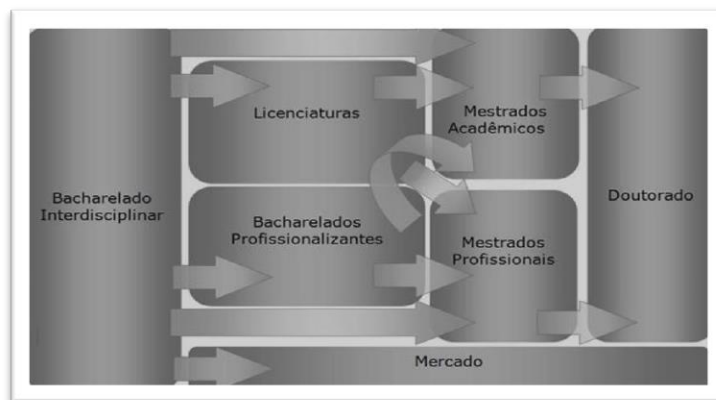 Bacharelado
Interdisciplinar
Licenciaturas
Bacharelados
Profissionalizantes
Mestrados
Acadêmicos
Mestrados
Profissionais
Doutorado
Mercado